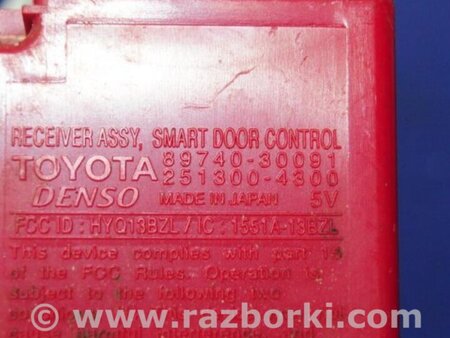 RECEIVER ASSY, SMART DOOR CONTROL
TOYOTA 89740-30091
DENSO 251300-4300
MADE IN JAPAN 5V
FCC ID : HYQ13BZL / IC : 1551A-13BZL
This device complies with part 15
of the FCC Rules. Operation is
subject to the following two
www.razborki.com